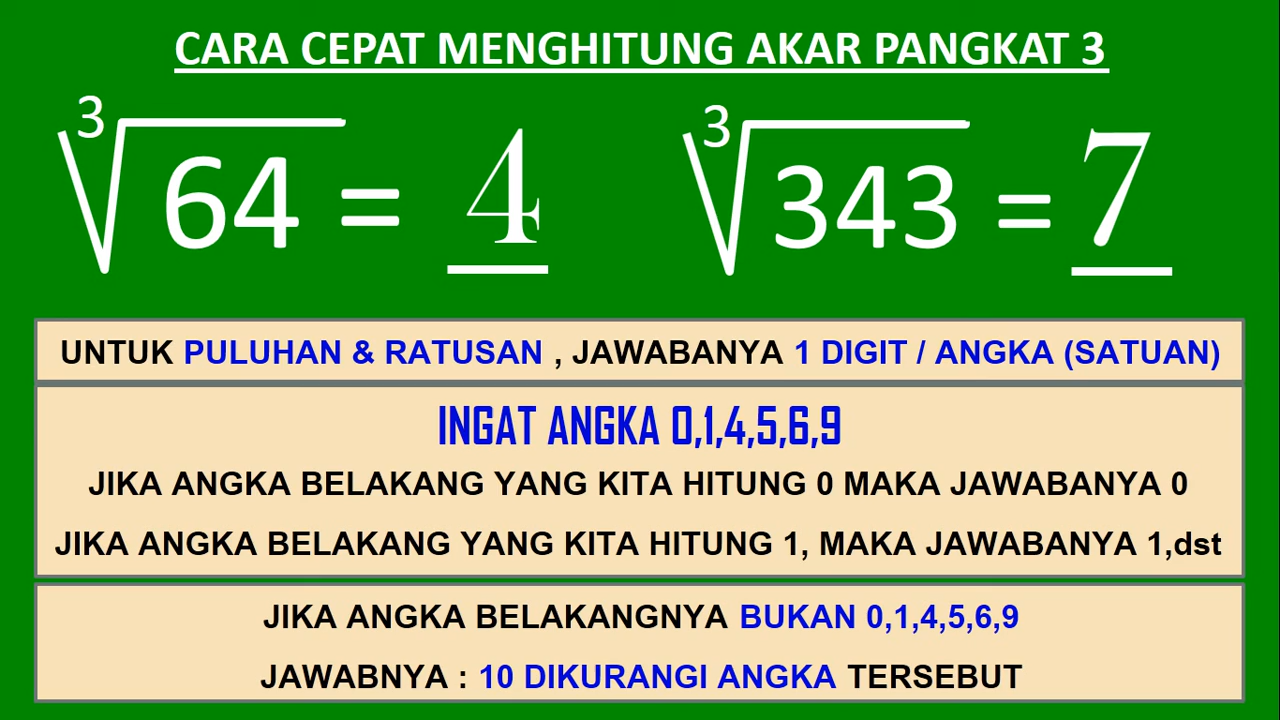 CARA CEPAT MENGHITUNG AKAR PANGKAT 3
∛64 = 4
∛343 = 7
UNTUK PULUHAN & RATUSAN , JAWABANYA 1 DIGIT / ANGKA (SATUAN)
INGAT ANGKA 0,1,4,5,6,9
JIKA ANGKA BELAKANG YANG KITA HITUNG 0 MAKA JAWABANYA 0
JIKA ANGKA BELAKANG YANG KITA HITUNG 1, MAKA JAWABANYA 1,dst
JIKA ANGKA BELAKANGNYA BUKAN 0,1,4,5,6,9
JAWABNYA : 10 DIKURANGI ANGKA TERSEBUT